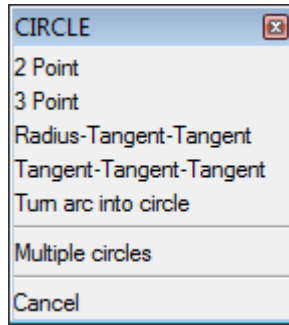 CIRCLE
2 Point
3 Point
Radius-Tangent-Tangent
Tangent-Tangent-Tangent
Turn arc into circle
Multiple circles
Cancel